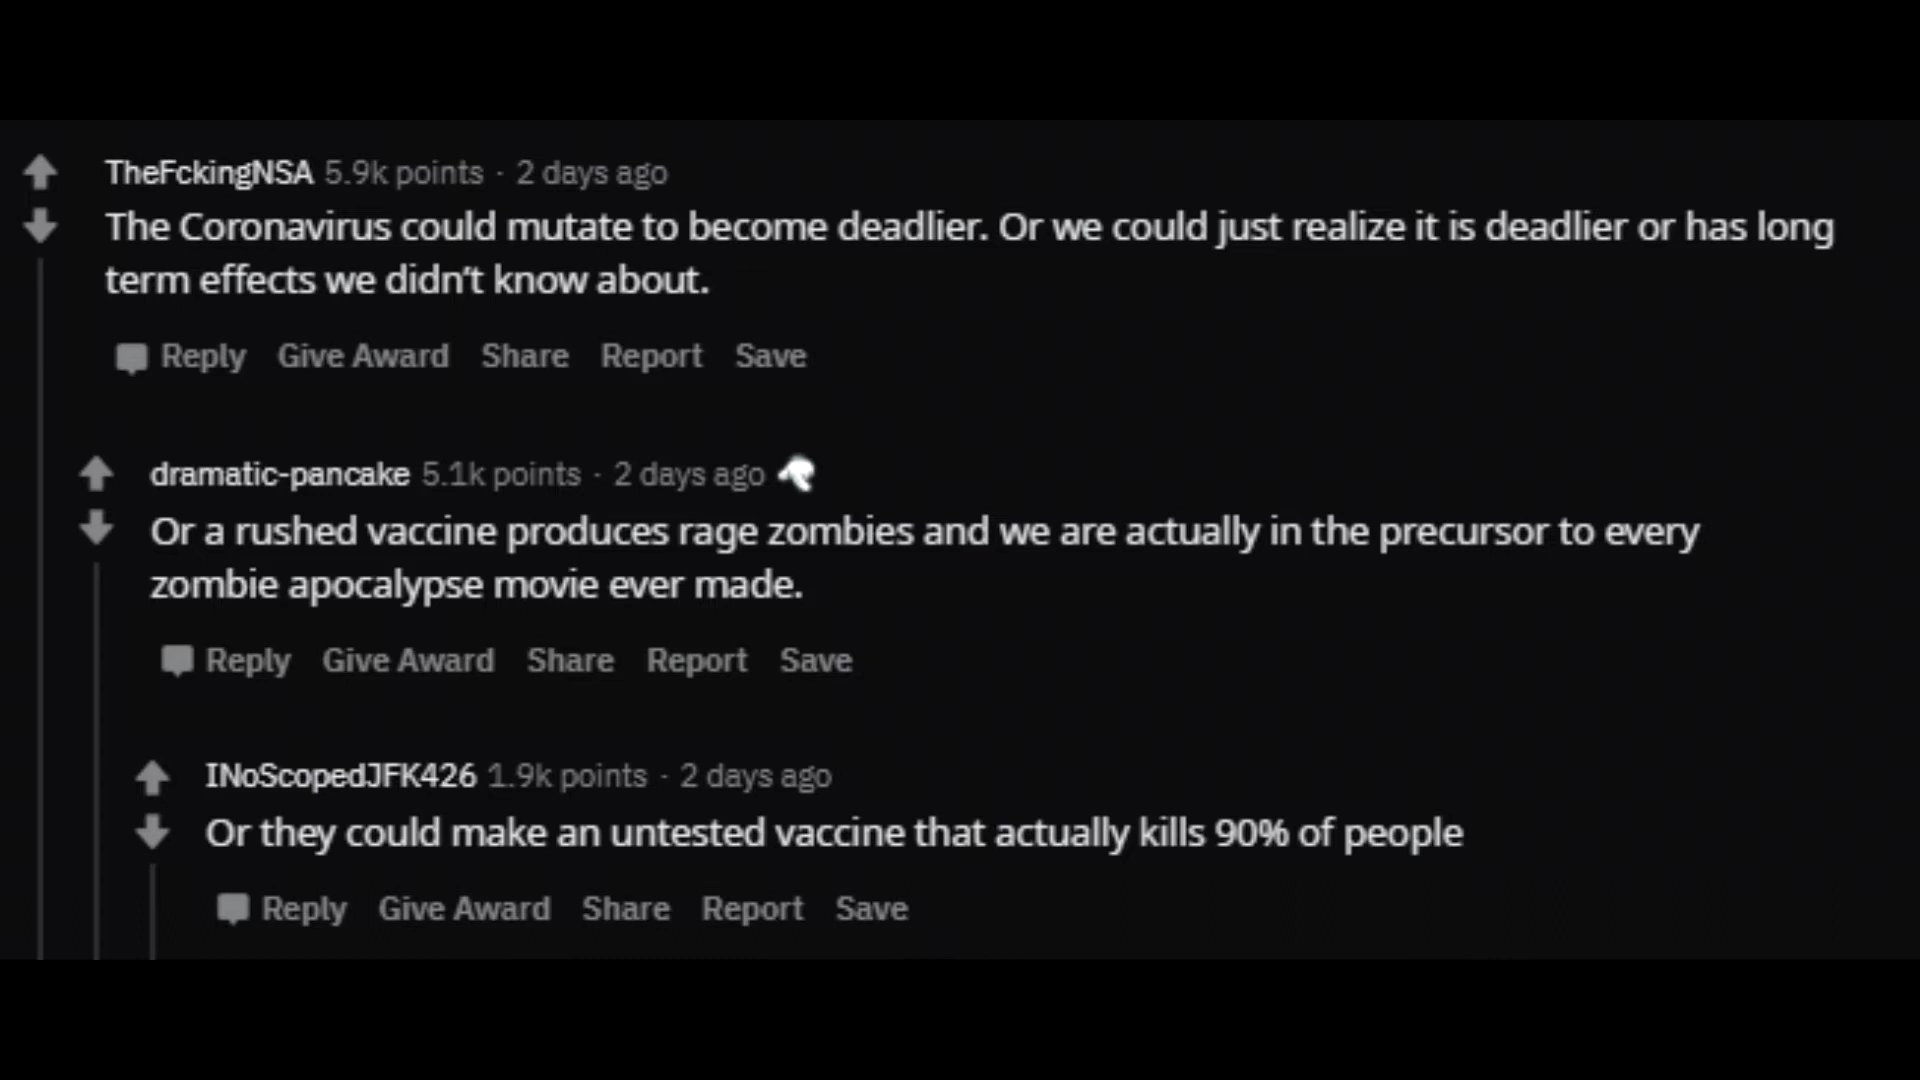 TheFckingNSA 5.9k points · 2 days ago
The Coronavirus could mutate to become deadlier. Or we could just realize it is deadlier or has long
term effects we didn't know about.
Reply Give Award Share Report Save
dramatic-pancake 5.1k points · 2 days ago
Or a rushed vaccine produces rage zombies and we are actually in the precursor to every
zombie apocalypse movie ever made.
Reply Give Award Share Report Save
INoScopedJFK426 1.9k points · 2 days ago
Or they could make an untested vaccine that actually kills 90% of people
Reply Give Award Share Report Save